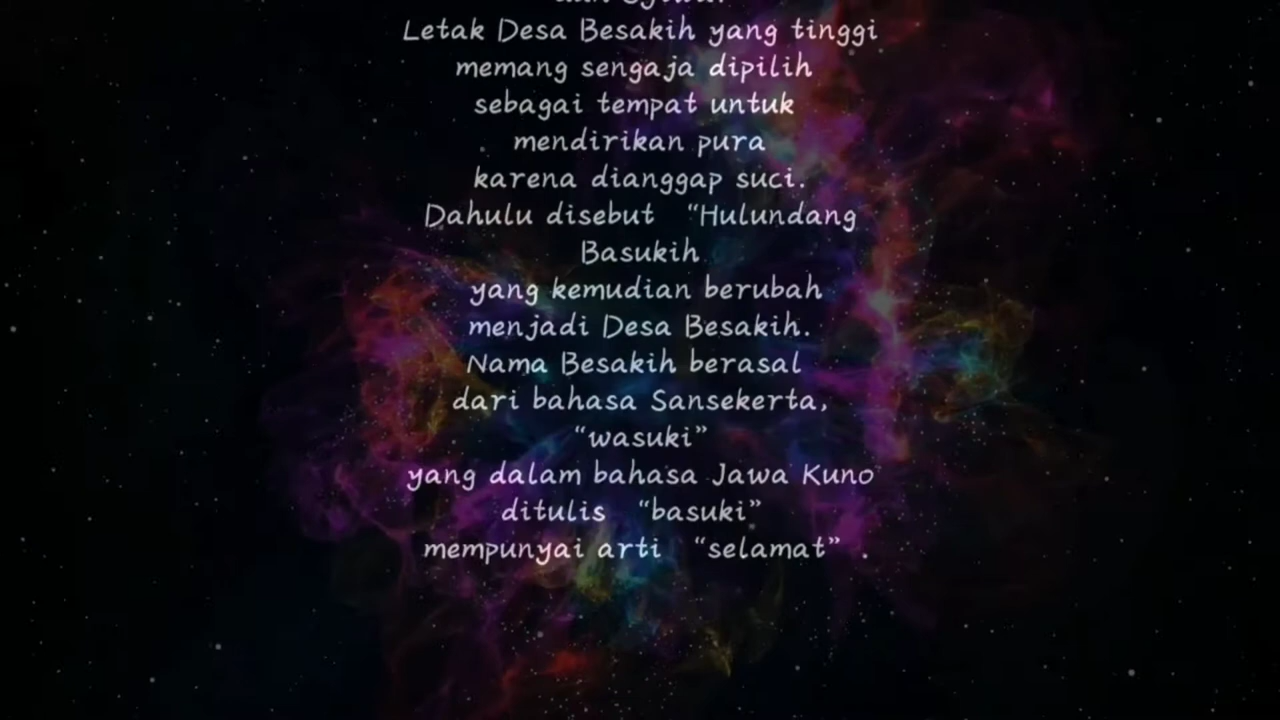 Letak Desa Besakih yang tinggi
memang sengaja dipilih
sebagai tempat untuk
mendirikan pura
karena dianggap suci.
Dahulu disebut “Hulundang
Basukih
yang kemudian berubah
menjadi Desa Besakih.
Nama Besakih berasal
dari bahasa Sansekerta,
“wasuki”
yang dalam bahasa Jawa Kuno
ditulis “basuki”
mempunyai arti “selamat” .